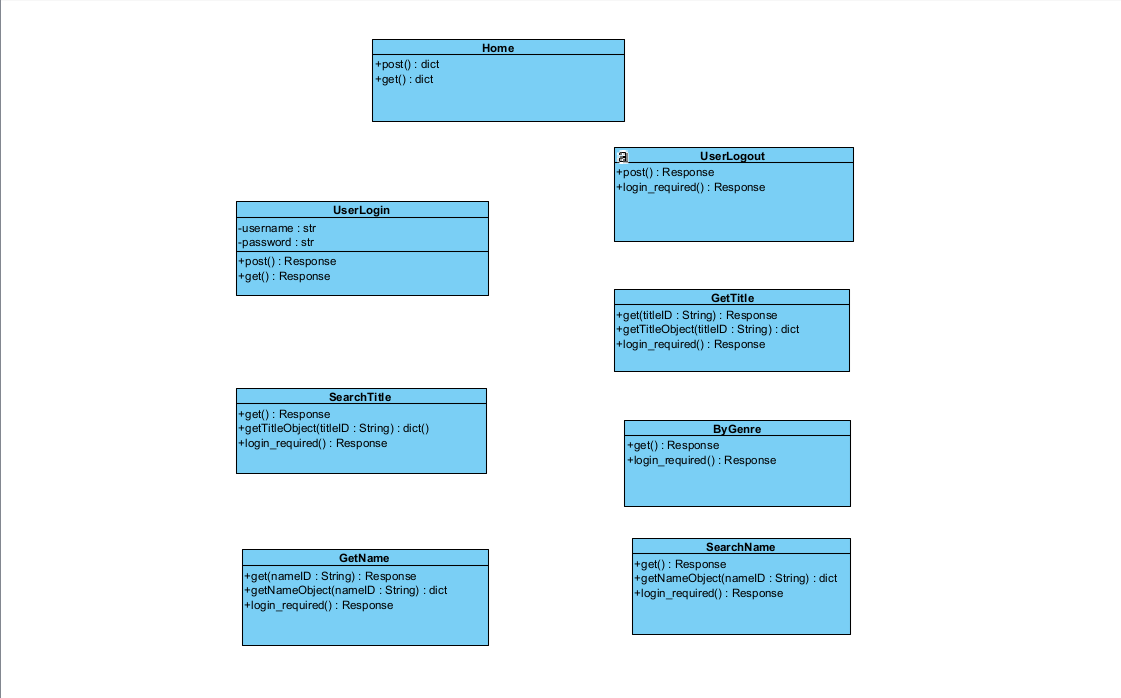 Home
+post() : dict
+get() : dict
a
UserLogout
+post() : Response
+login_required() : Response
UserLogin
-username : str
-password : str
+post() : Response
+get() : Response
GetTitle
+get(titleID : String) : Response
+getTitleObject(titleID : String) : dict
+login_required() : Response
SearchTitle
+get() : Response
+getTitleObject(titleID : String) : dict()
+login_required() : Response
ByGenre
+get() : Response
+login_required() : Response
GetName
+get(nameID : String) : Response
+getNameObject(nameID : String) : dict
+login_required() : Response
SearchName
+get() : Response
+getNameObject(nameID : String) : dict
+login_required() : Response